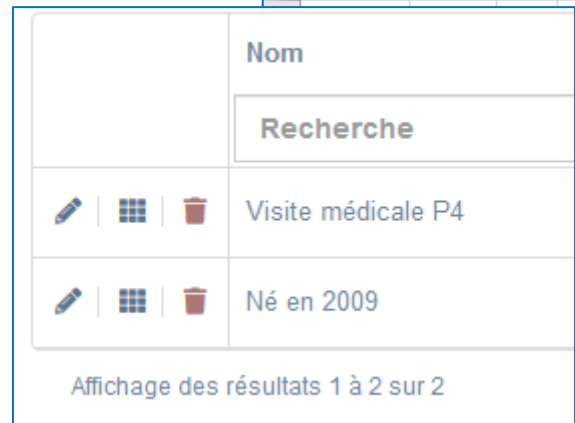 Nom
Recherche
Visite médicale P4
Né en 2009
Affichage des résultats 1 à 2 sur 2